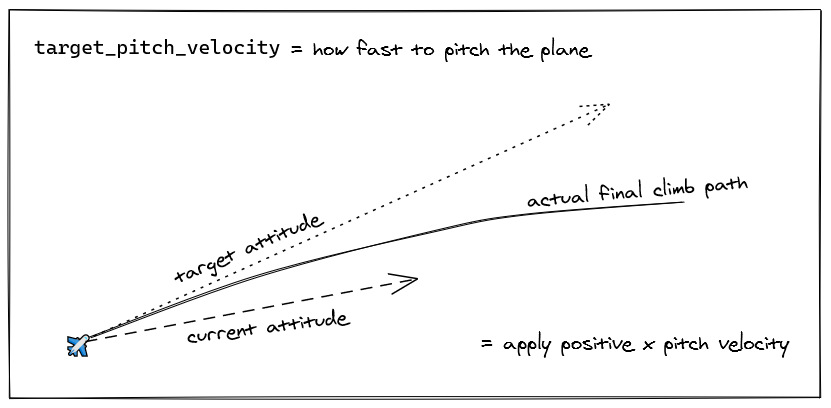 target_pitch_velocity = how fast to pitch the plane
actual final climb path
target attitude
current attitude
= apply positive x pitch velocity